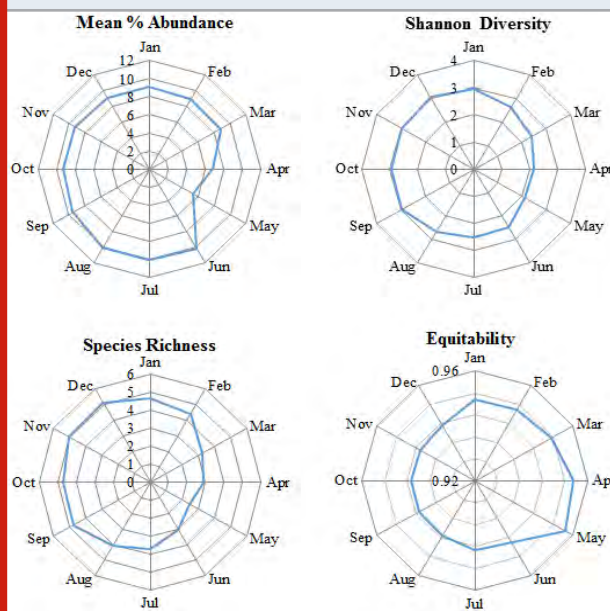 Mean % Abundance
Jan
Feb
Mar
Apr
May
Jun
Jul
Aug
Sep
Oct
Nov
Dec
12
10
8
6
4
2
0
Shannon Diversity
Jan
Feb
Mar
Apr
May
Jun
Jul
Aug
Sep
Oct
Nov
Dec
4
3
2
1
0
Species Richness
Jan
Feb
Mar
Apr
May
Jun
Jul
Aug
Sep
Oct
Nov
Dec
6
5
4
3
2
1
0
Equitability
Jan
Feb
Mar
Apr
May
Jun
Jul
Aug
Sep
Oct
Nov
Dec
0.96
0.92